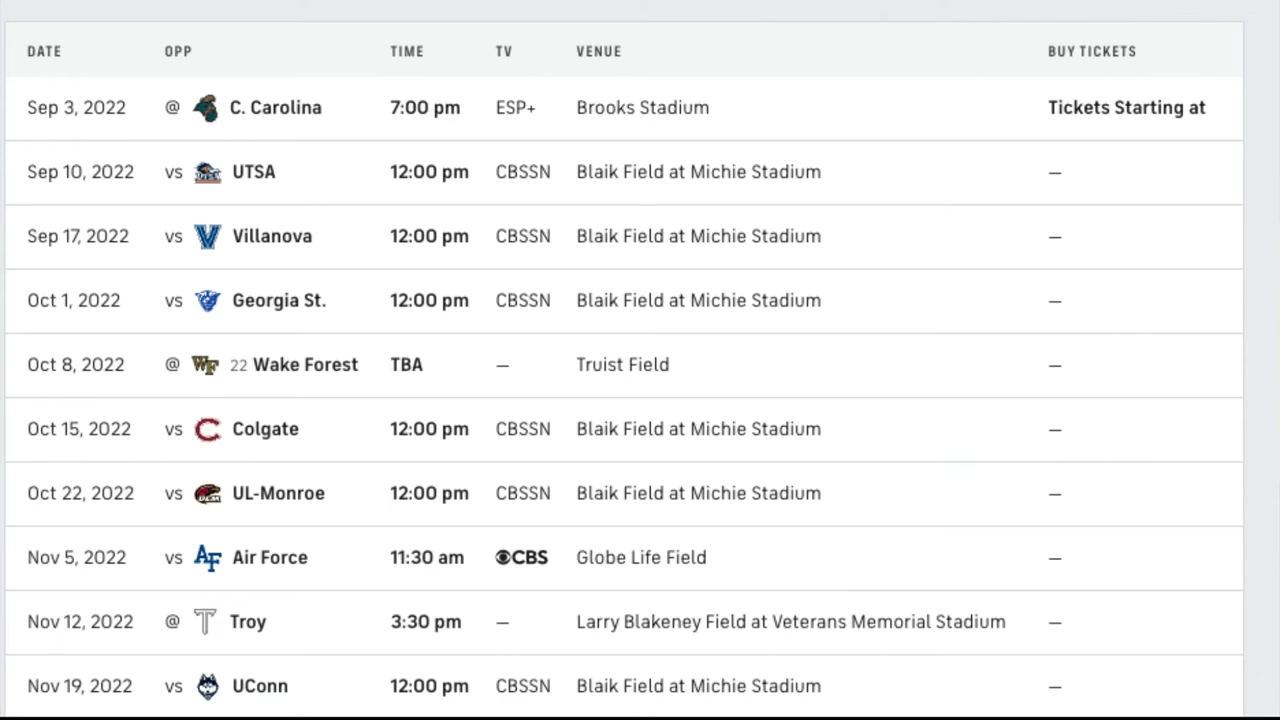 DATE OPP TIME TV VENUE BUY TICKETS
Sep 3, 2022 @ C. Carolina 7:00 pm ESP+ Brooks Stadium Tickets Starting at
Sep 10, 2022 vs UTSA 12:00 pm CBSSN Blaik Field at Michie Stadium –
Sep 17, 2022 vs Villanova 12:00 pm CBSSN Blaik Field at Michie Stadium –
Oct 1, 2022 vs Georgia St. 12:00 pm CBSSN Blaik Field at Michie Stadium –
Oct 8, 2022 @ WF 22 Wake Forest TBA – Truist Field –
Oct 15, 2022 vs C Colgate 12:00 pm CBSSN Blaik Field at Michie Stadium –
Oct 22, 2022 vs UL-Monroe 12:00 pm CBSSN Blaik Field at Michie Stadium –
Nov 5, 2022 vs AF Air Force 11:30 am CBS Globe Life Field –
Nov 12, 2022 @ T Troy 3:30 pm – Larry Blakeney Field at Veterans Memorial Stadium –
Nov 19, 2022 vs UConn 12:00 pm CBSSN Blaik Field at Michie Stadium –